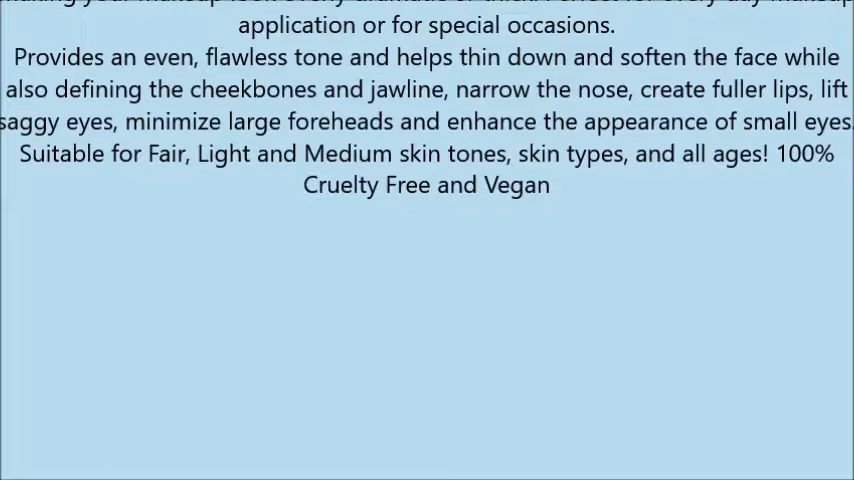 application or for special occasions.
Provides an even, flawless tone and helps thin down and soften the face while
also defining the cheekbones and jawline, narrow the nose, create fuller lips, lift
saggy eyes, minimize large foreheads and enhance the appearance of small eyes.
Suitable for Fair, Light and Medium skin tones, skin types, and all ages! 100%
Cruelty Free and Vegan